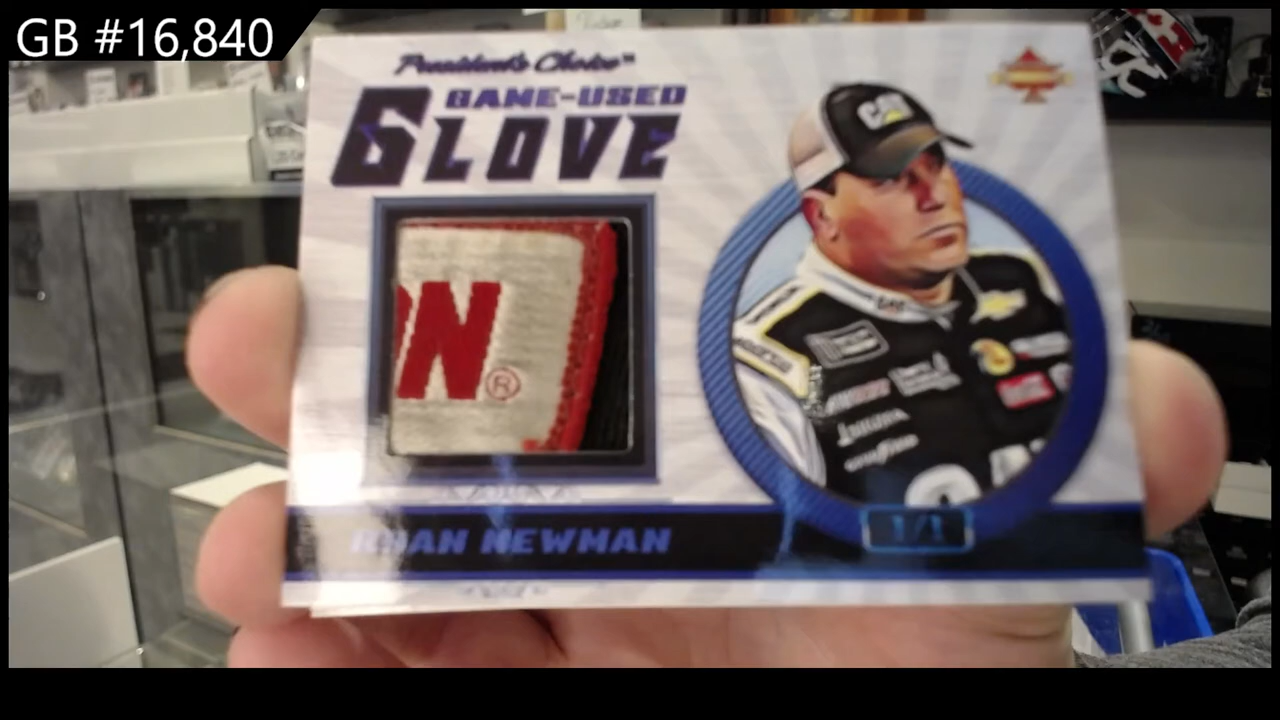 GB #16,840
President's Choice™
GAME-USED
GLOVE
CAT
N®
RYAN NEWMAN
1/1